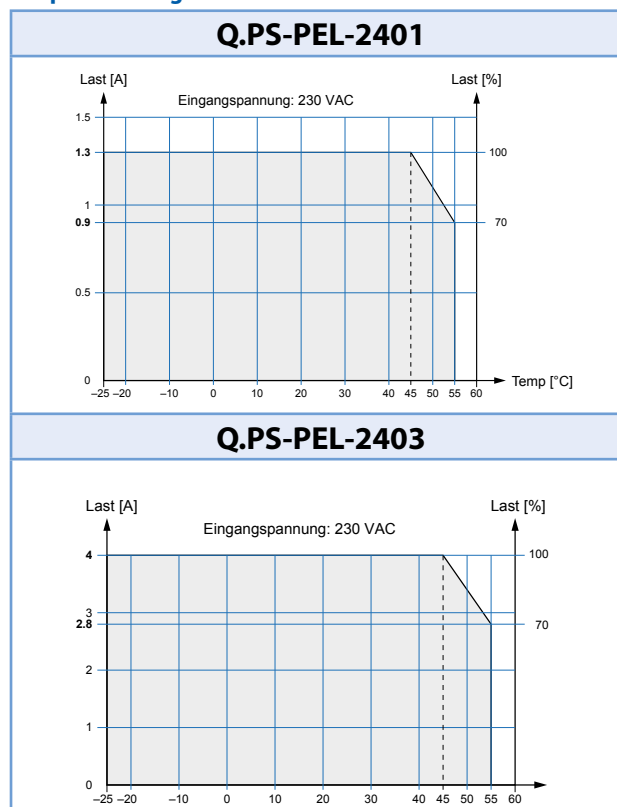 Q.PS-PEL-2401
Last [A]
Last [%]
Eingangspannung: 230 VAC
1.5
1.3
100
1
0.9
70
0.5
0
Temp [°C]
–25 –20 –10 0 10 20 30 40 45 50 55 60
Q.PS-PEL-2403
Last [A]
Last [%]
Eingangspannung: 230 VAC
4
100
3
2.8
70
2
1
0
–25 –20 –10 0 10 20 30 40 45 50 55 60